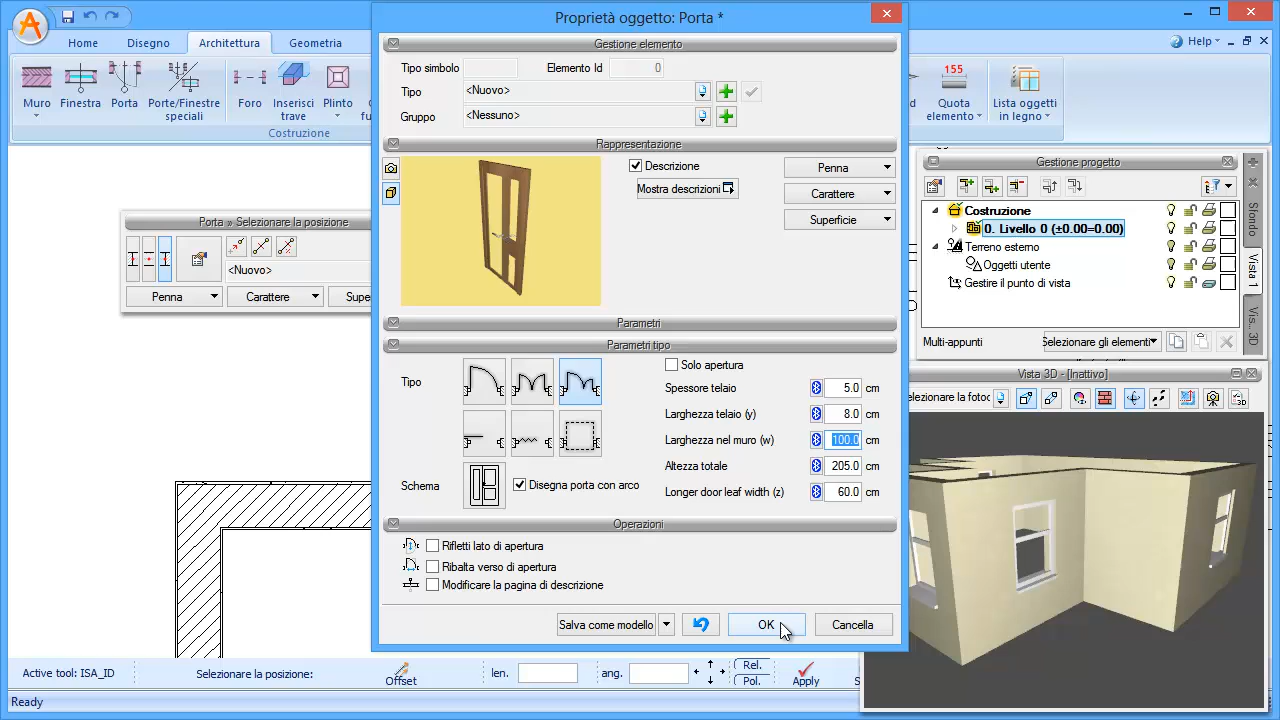 Proprietà oggetto: Porta *
Home
Disegno
Architettura
Geometria
Help
Muro
Finestra
Porta
Porte/Finestre
speciali
Foro
Inserisci
trave
Plinto
Costruzione
155
Quota
elemento
Lista oggetti
in legno
Gestione elemento
Tipo simbolo
Elemento Id
0
Tipo
<Nuovo>
Gruppo
<Nessuno>
Rappresentazione
Descrizione
Mostra descrizioni
Penna
Carattere
Superficie
Porta » Selezionare la posizione
<Nuovo>
Penna
Carattere
Parametri
Parametri tipo
Tipo
Solo apertura
Spessore telaio
5.0 cm
Larghezza telaio (y)
8.0 cm
Larghezza nel muro (w)
100.0 cm
Altezza totale
205.0 cm
Schema
Disegna porta con arco
Longer door leaf width (z)
60.0 cm
Operazioni
Rifletti lato di apertura
Ribalta verso di apertura
Modificare la pagina di descrizione
Salva come modello
OK
Cancella
Gestione progetto
Costruzione
0. Livello 0 (±0.00=0.00)
Terreno esterno
Oggetti utente
Gestire il punto di vista
Multi-appunti
Selezionare gli elementi
Sfondo
Vista 1
Vis... 3D
Vista 3D - [Inattivo]
Active tool: ISA_ID
Selezionare la posizione:
Offset
len.
ang.
Rel.
Pol.
Apply
Ready